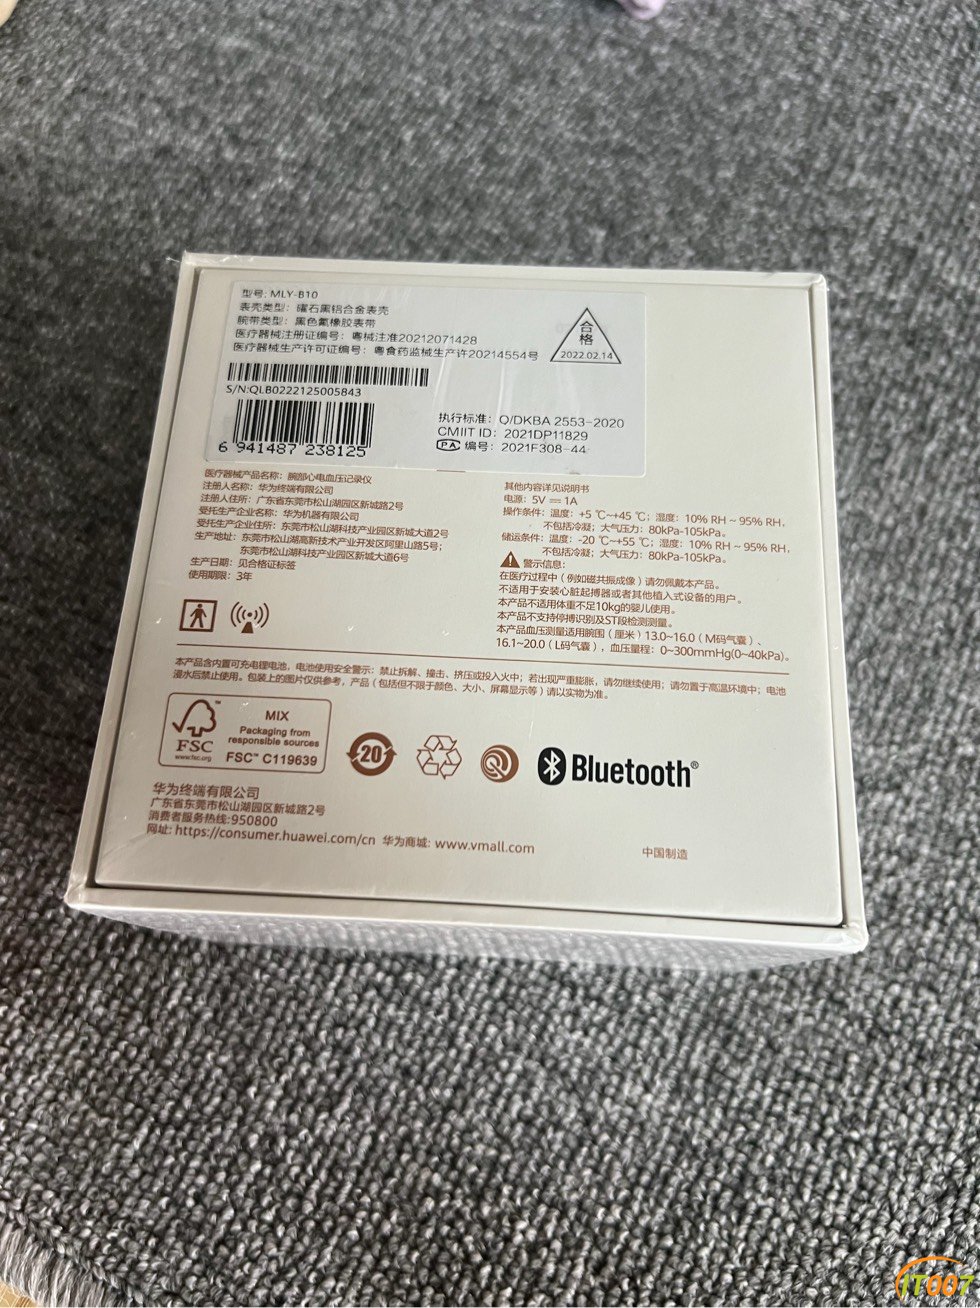 型号: MLY-B10
表壳类型: 曜石黑铝合金表壳
腕带类型: 黑色氟橡胶表带
医疗器械注册证编号: 粤械注准20212071428
医疗器械生产许可证编号: 粤食药监械生产许20214554号
合格
2022.02.14
S/N:QLB0222125005843
6 941487 238125
执行标准: Q/DKBA 2553-2020
CMIIT ID: 2021DP11829
PA 编号: 2021F308-44
医疗器械产品名称: 腕部心电血压记录仪
注册人名称: 华为终端有限公司
注册人住所: 广东省东莞市松山湖园区新城路2号
受托生产企业名称: 华为机器有限公司
受托生产企业住所: 东莞市松山湖科技产业园区新城大道2号
生产地址: 东莞市松山湖高新技术产业开发区阿里山路5号;
东莞市松山湖科技产业园区新城大道6号
生产日期: 见合格证标签
使用期限: 3年
其他内容详见说明书
电源: 5V ⎓ 1A
操作条件: 温度: +5 ℃~+45 ℃; 湿度: 10% RH ~ 95% RH,
不包括冷凝; 大气压力: 80kPa-105kPa。
储运条件: 温度: -20 ℃~+55 ℃; 湿度: 10% RH ~ 95% RH,
不包括冷凝; 大气压力: 80kPa-105kPa。
警示信息:
在医疗过程中 (例如磁共振成像) 请勿佩戴本产品。
不适用于安装心脏起搏器或者其他植入式设备的用户。
本产品不适用体重不足10kg的婴儿使用。
本产品不支持停搏识别及ST段检测测量。
本产品血压测量适用腕围 (厘米) 13.0~16.0 (M码气囊) 、
16.1~20.0 (L码气囊) , 血压量程: 0~300mmHg(0~40kPa)。
本产品含内置可充电锂电池, 电池使用安全警示: 禁止拆解、撞击、挤压或投入火中; 若出现严重膨胀, 请勿继续使用; 请勿置于高温环境中; 电池
浸水后禁止使用。包装上的图片仅供参考, 产品 (包括但不限于颜色、大小、屏幕显示等) 请以实物为准。
FSC
www.fsc.org
MIX
Packaging from
responsible sources
FSC™ C119639
20
Bluetooth®
华为终端有限公司
广东省东莞市松山湖园区新城路2号
消费者服务热线:950800
网址: https://consumer.huawei.com/cn 华为商城: www.vmall.com
中国制造
IT007